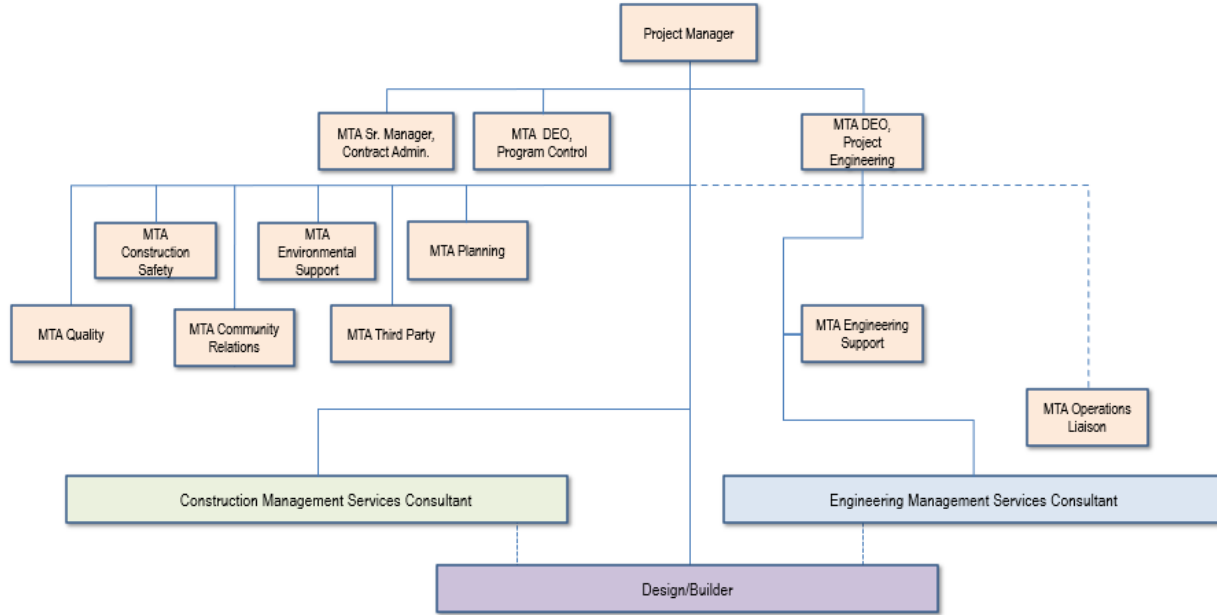 Project Manager
MTA Sr. Manager,
Contract Admin.
MTA DEO,
Program Control
MTA DEO,
Project
Engineering
MTA
Construction
Safety
MTA
Environmental
Support
MTA Planning
MTA Quality
MTA Community
Relations
MTA Third Party
MTA Engineering
Support
MTA Operations
Liaison
Construction Management Services Consultant
Engineering Management Services Consultant
Design/Builder